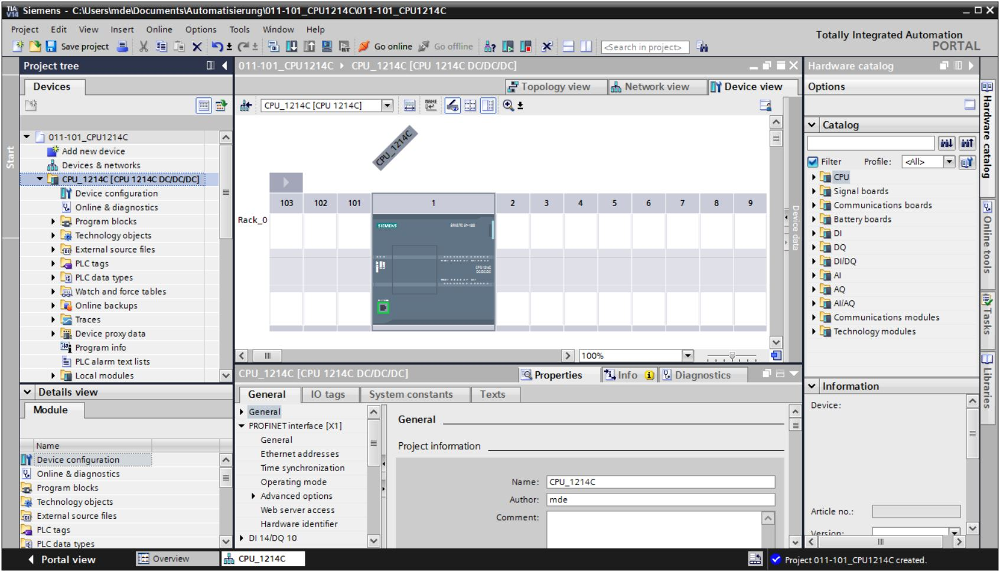 TIA V14
Siemens - C:\Users\mde\Documents\Automatisierung\011-101_CPU1214C\011-101_CPU1214C
Project Edit View Insert Online Options Tools Window Help
Totally Integrated Automation
PORTAL
Save project
Go online
Go offline
<Search in project>
Project tree
Devices
Start
011-101_CPU1214C
Add new device
Devices & networks
CPU_1214C [CPU 1214C DC/DC/DC]
Device configuration
Online & diagnostics
Program blocks
Technology objects
External source files
PLC tags
PLC data types
Watch and force tables
Online backups
Traces
Device proxy data
Program info
PLC alarm text lists
Local modules
Details view
Module
Name
Device configuration
Online & diagnostics
Program blocks
Technology objects
External source files
PLC tags
PLC data types
011-101_CPU1214C CPU_1214C [CPU 1214C DC/DC/DC]
Topology view
Network view
Device view
CPU_1214C [CPU 1214C]
NAME
CPU_1214C
103 102 101 1 2 3 4 5 6 7 8 9
Rack_0
SIEMENS
Device data
100%
CPU_1214C [CPU 1214C DC/DC/DC]
Properties
Info
Diagnostics
General
IO tags
System constants
Texts
General
PROFINET interface [X1]
General
Ethernet addresses
Time synchronization
Operating mode
Advanced options
Web server access
Hardware identifier
DI 14/DQ 10
General
Project information
Name: CPU_1214C
Author: mde
Comment:
Hardware catalog
Options
Catalog
Filter
Profile: <All>
CPU
Signal boards
Communications boards
Battery boards
DI
DQ
DI/DQ
AI
AQ
AI/AQ
Communications modules
Technology modules
Information
Device:
Article no.:
Version:
Hardware catalog
Online tools
Tasks
Libraries
Portal view
Overview
CPU_1214C
Project 011-101_CPU1214C created.